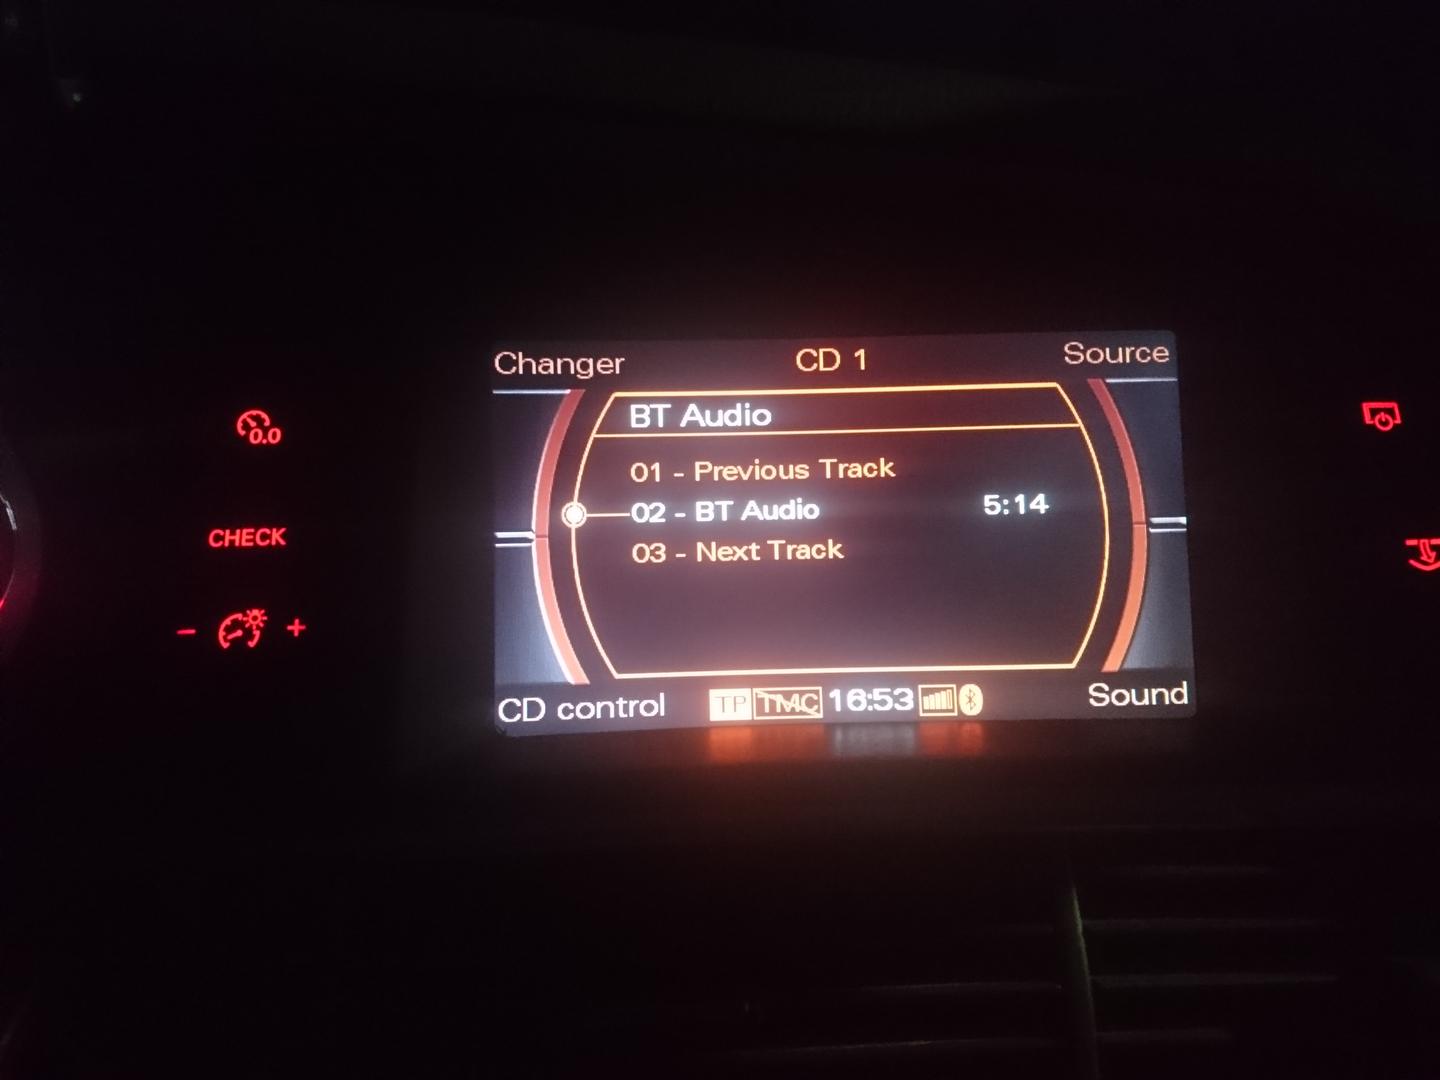 Changer CD 1 Source
BT Audio
01 - Previous Track
02 - BT Audio 5:14
03 - Next Track
CD control TP TMC 16:53 Sound
0.0
CHECK
- +